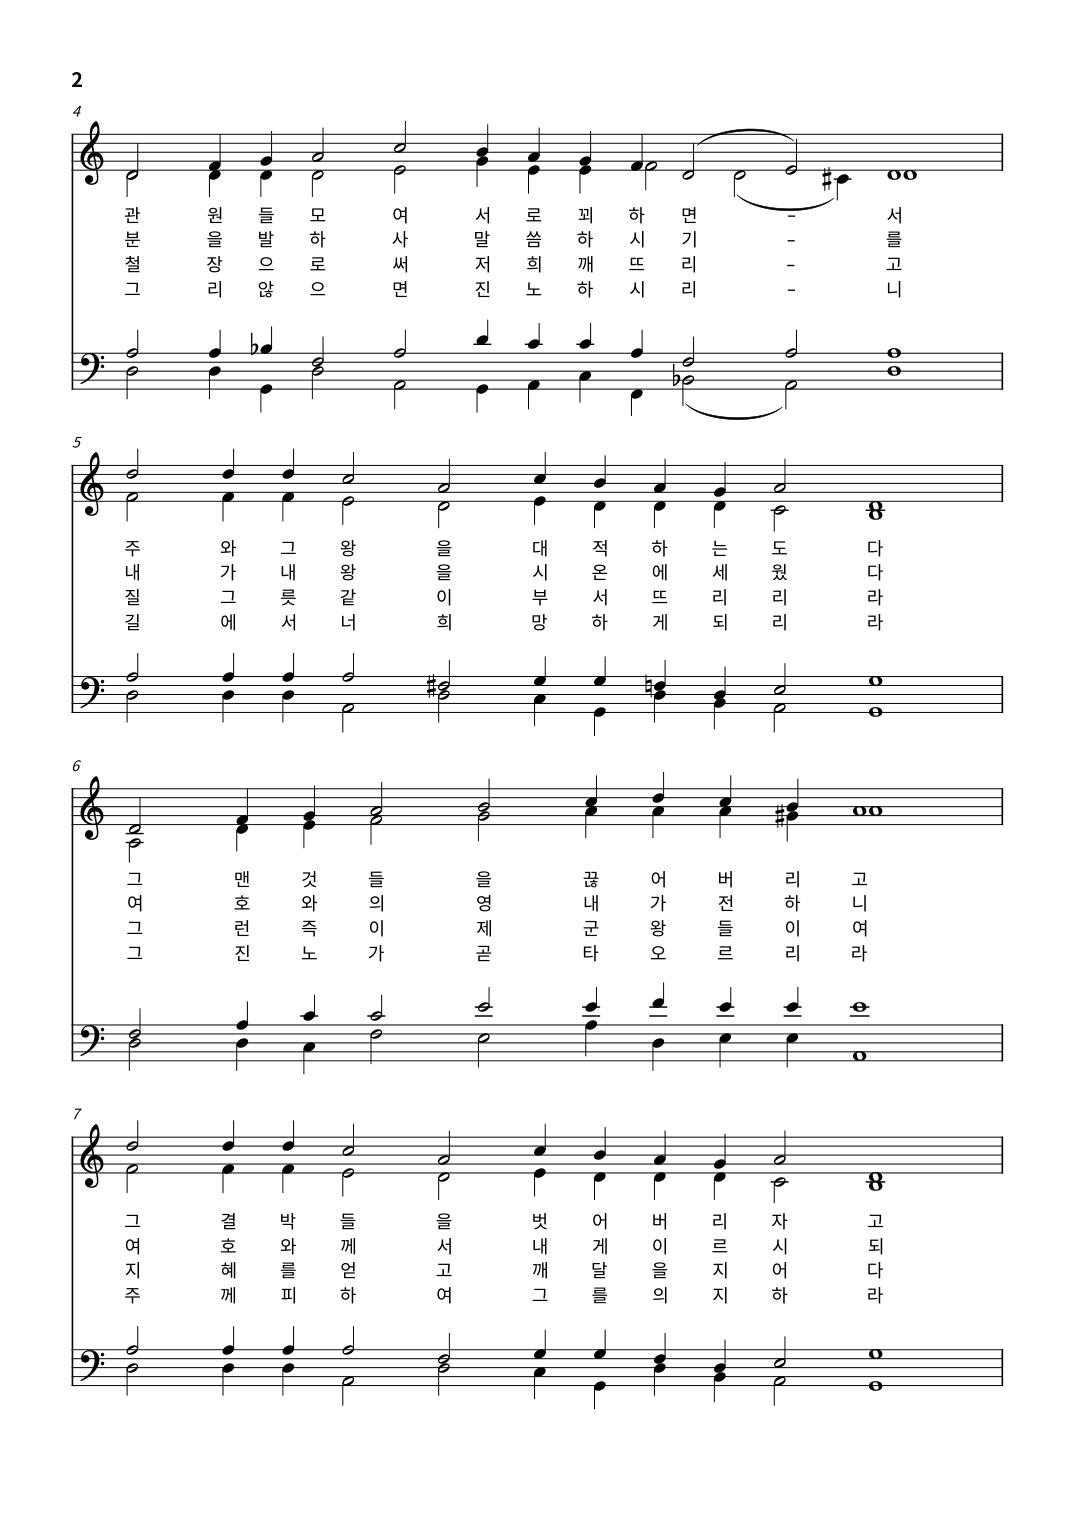 2
4
관 원 들 모 여 서 로 꾀 하 면 - 서
분 을 발 하 사 말 씀 하 시 기 - 를
철 장 으 로 써 저 희 깨 뜨 리 - 고
그 리 않 으 면 진 노 하 시 리 - 니
5
주 와 그 왕 을 대 적 하 는 도 다
내 가 내 왕 을 시 온 에 세 웠 다
질 그 릇 같 이 부 서 뜨 리 리 라
길 에 서 너 희 망 하 게 되 리 라
6
그 맨 것 들 을 끊 어 버 리 고
여 호 와 의 영 내 가 전 하 니
그 런 즉 이 제 군 왕 들 이 여
그 진 노 가 곧 타 오 르 리 라
7
그 결 박 들 을 벗 어 버 리 자 고
여 호 와 께 서 내 게 이 르 시 되
지 혜 를 얻 고 깨 달 을 지 어 다
주 께 피 하 여 그 를 의 지 하 라